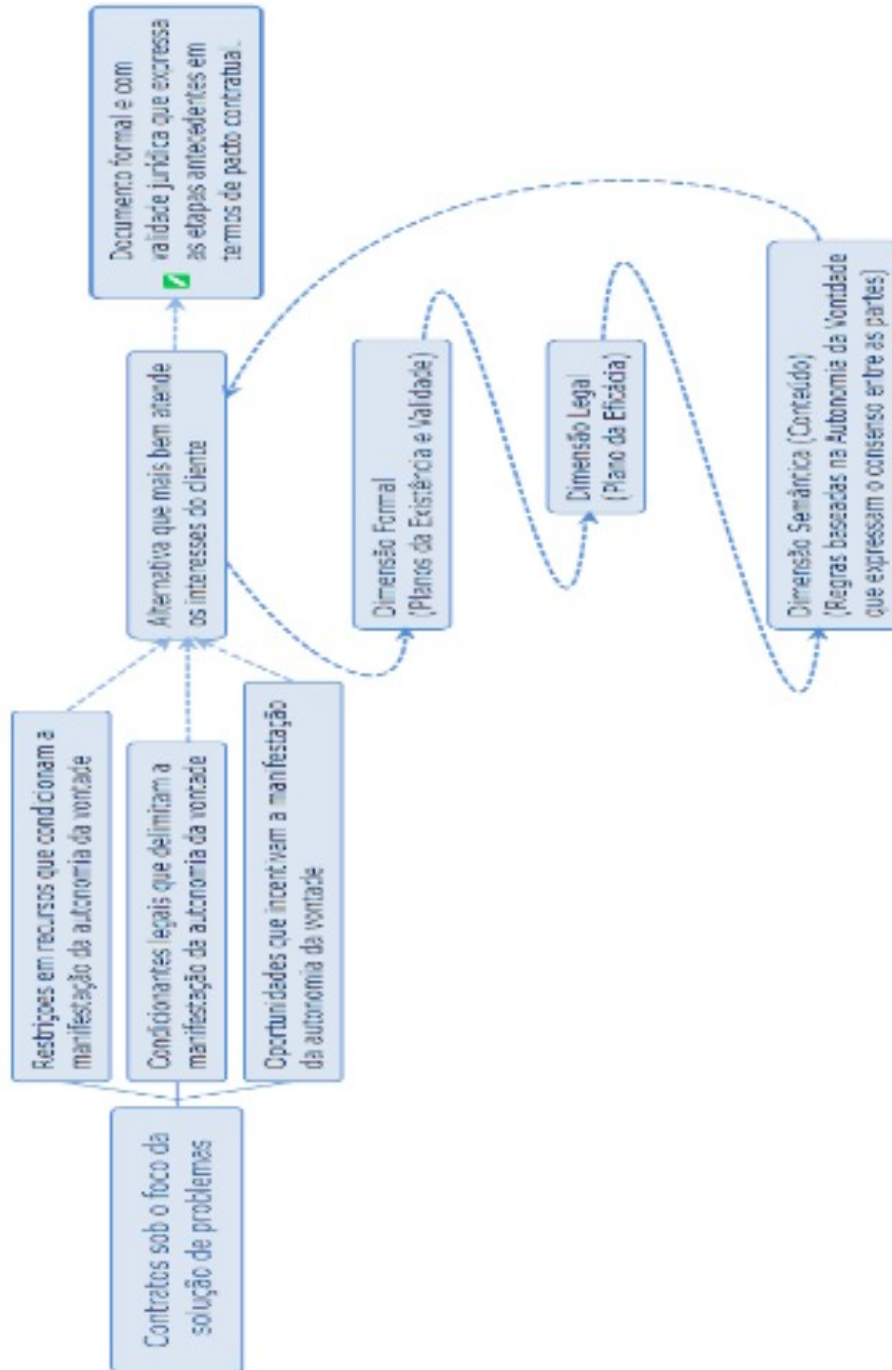 Contratos sob o foco da
solução de problemas
Restrições em recursos que condicionam a
manifestação da autonomia da vontade
Condicionantes legais que delimitam a
manifestação da autonomia da vontade
Oportunidades que incentivam a manifestação
da autonomia da vontade
Alternativa que mais bem atende
os interesses do cliente
Documento formal e com
validade jurídica que expressa
as etapas antecedentes em
termos de pacto contratual.
Dimensão Formal
(Planos da Existência e Validade)
Dimensão Legal
(Plano da Eficácia)
Dimensão Semântica (Conteúdo)
(Regras baseadas na Autonomia da Vontdade
que expressam o consenso entre as partes)